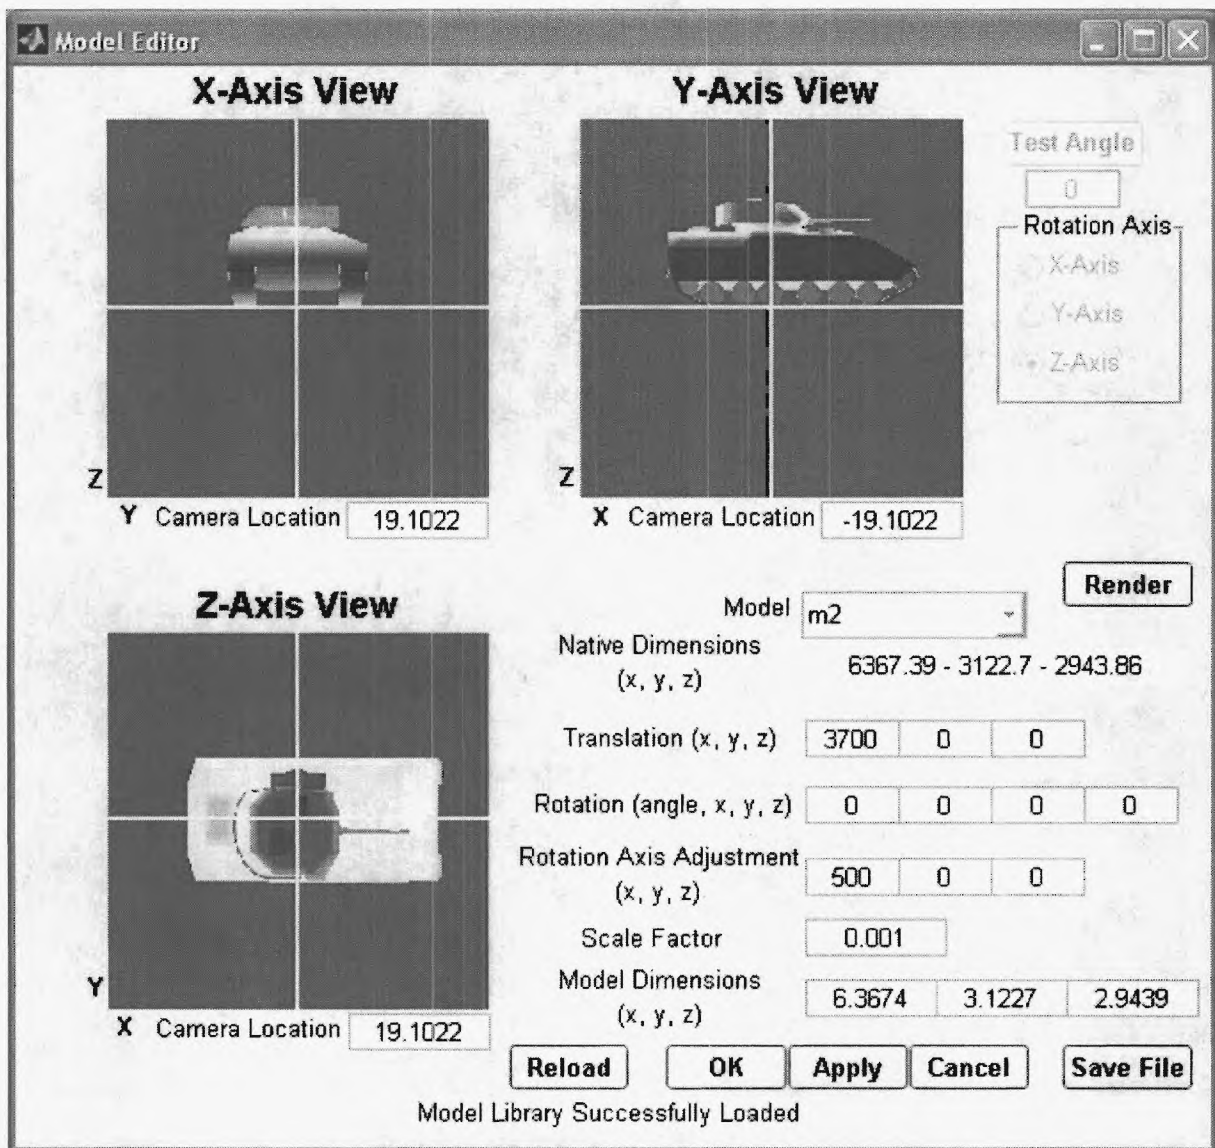 Model Editor
X-Axis View
Y-Axis View
Test Angle
0
Rotation Axis
X-Axis
Y-Axis
Z-Axis
Z
Y Camera Location 19.1022
Z
X Camera Location -19.1022
Render
Z-Axis View
Model m2
Native Dimensions
(x, y, z)
6367.39 - 3122.7 - 2943.86
Translation (x, y, z) 3700 0 0
Rotation (angle, x, y, z) 0 0 0 0
Rotation Axis Adjustment
(x, y, z)
500 0 0
Scale Factor 0.001
Model Dimensions
(x, y, z)
6.3674 3.1227 2.9439
Y
X Camera Location 19.1022
Reload OK Apply Cancel Save File
Model Library Successfully Loaded